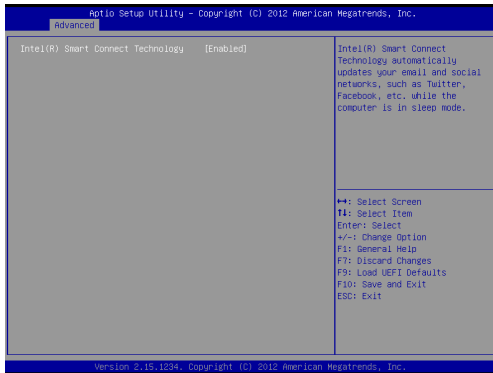 Aptio Setup Utility – Copyright (C) 2012 American Megatrends, Inc.
Advanced
Intel(R) Smart Connect Technology [Enabled]
Intel(R) Smart Connect
Technology automatically
updates your email and social
networks, such as Twitter,
Facebook, etc. while the
computer is in sleep mode.
↔: Select Screen
↑↓: Select Item
Enter: Select
+/-: Change Option
F1: General Help
F7: Discard Changes
F9: Load UEFI Defaults
F10: Save and Exit
ESC: Exit
Version 2.15.1234. Copyright (C) 2012 American Megatrends, Inc.